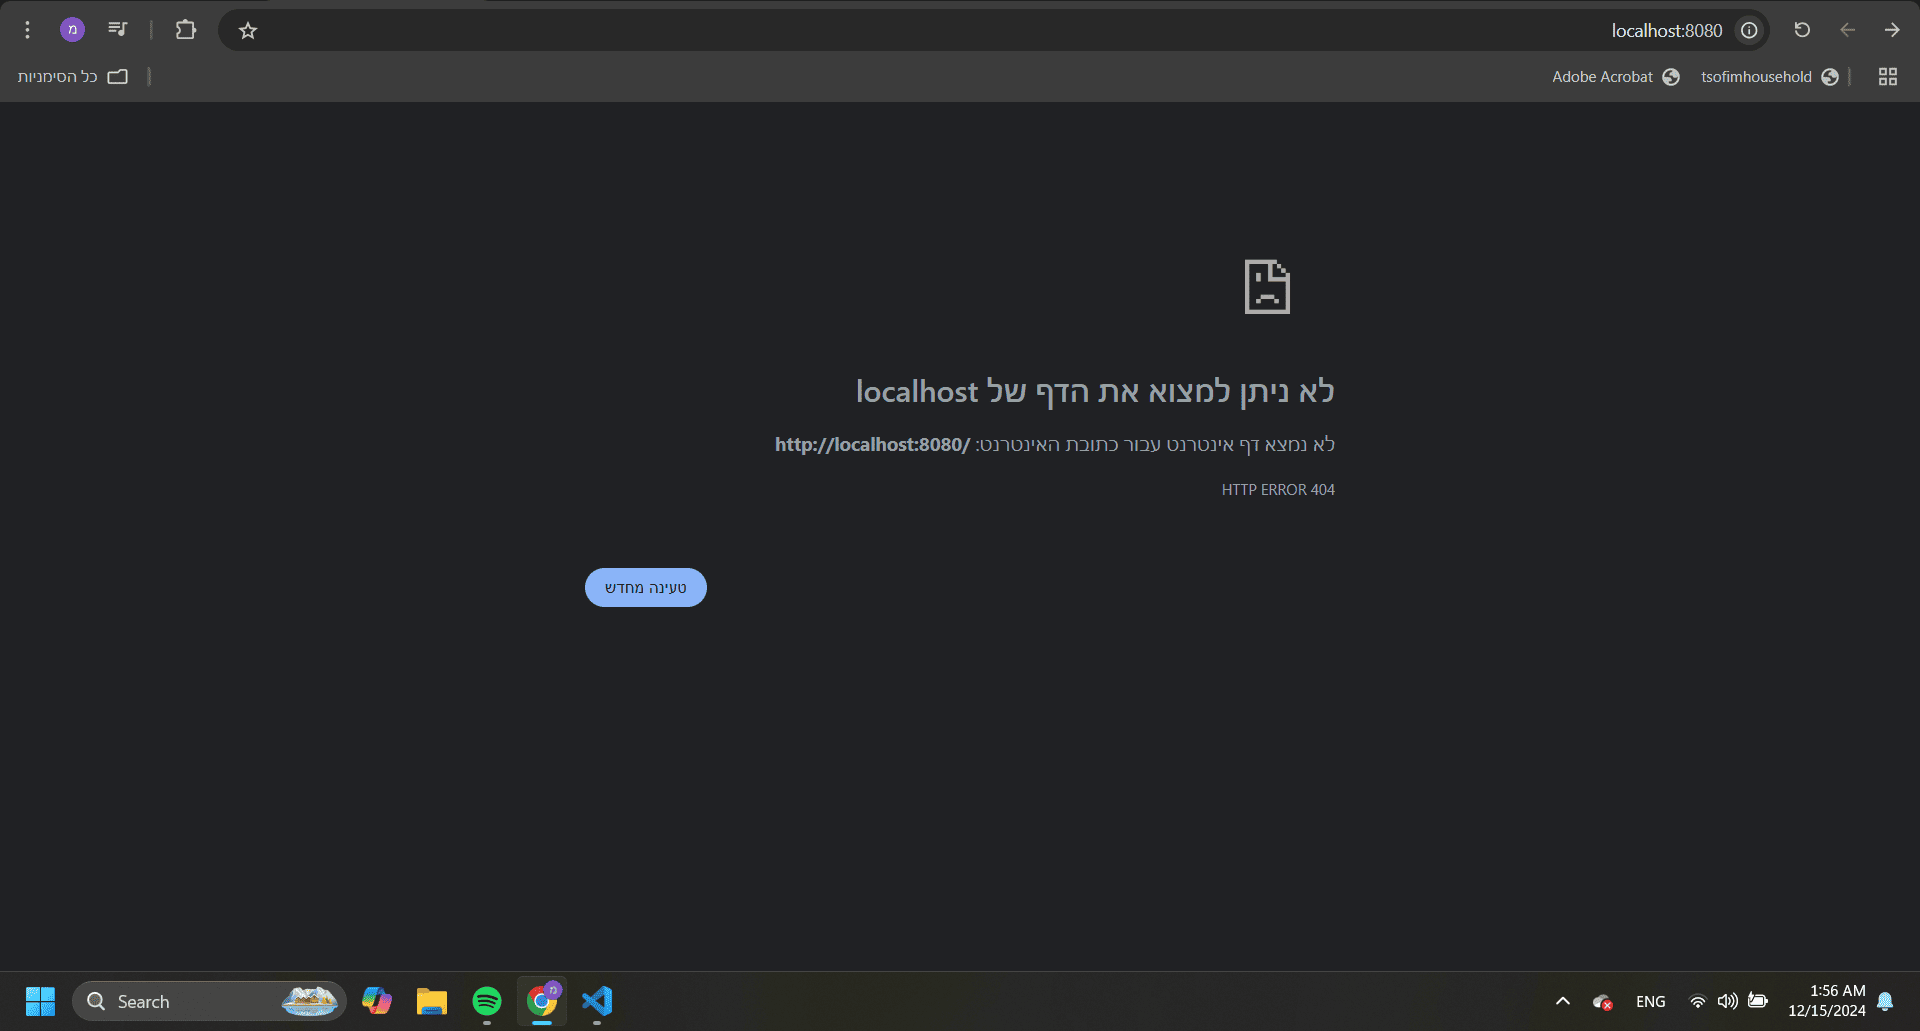 localhost:8080
tsofimhousehold
Adobe Acrobat
כל הסימניות
מ
לא ניתן למצוא את הדף של localhost
לא נמצא דף אינטרנט עבור כתובת האינטרנט: http://localhost:8080/
HTTP ERROR 404
טעינה מחדש
Search
מ
ENG
1:56 AM
12/15/2024